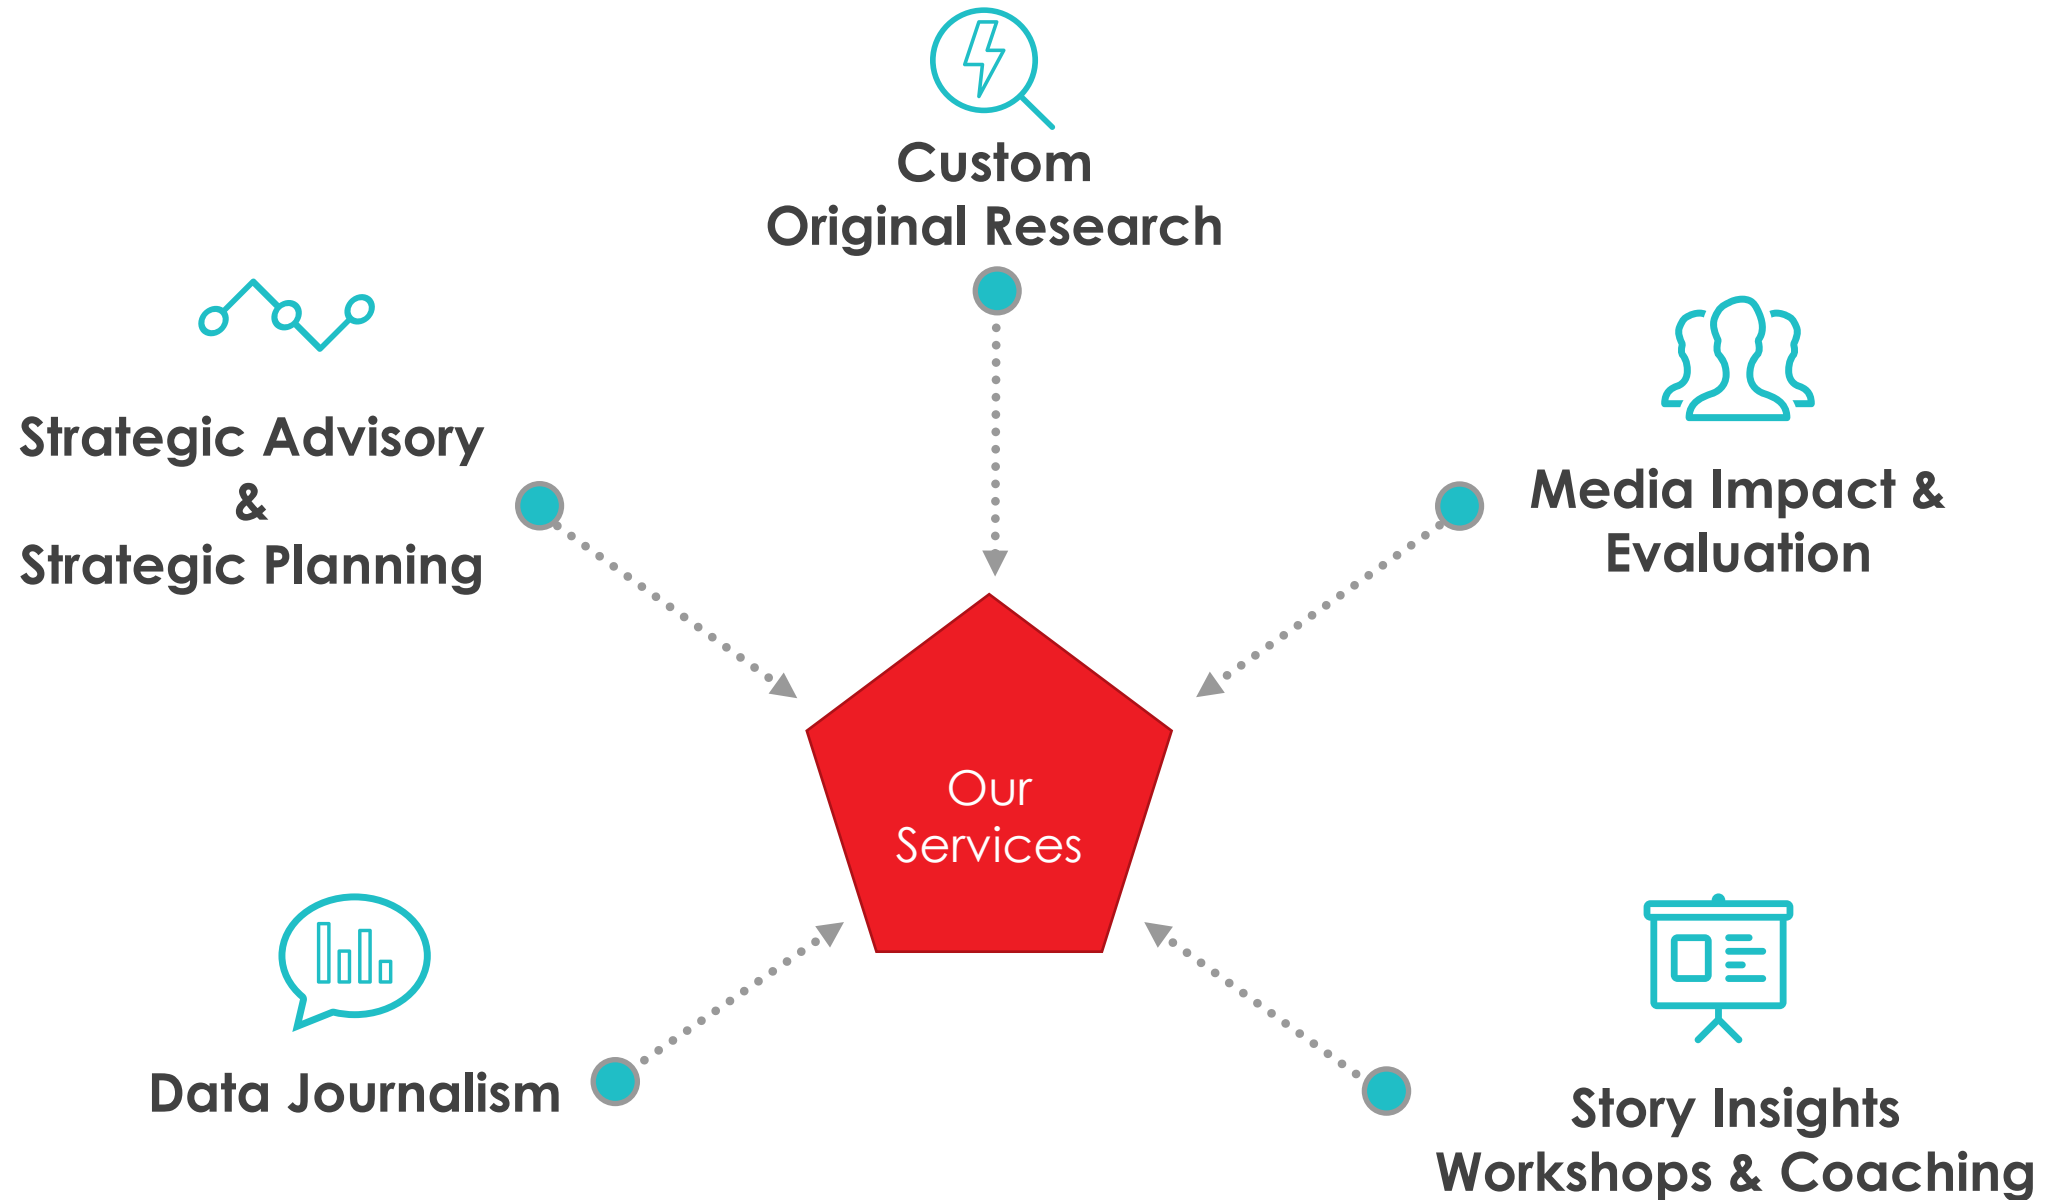 Custom
Original Research
Strategic Advisory
&
Strategic Planning
Media Impact &
Evaluation
Our
Services
Data Journalism
Story Insights
Workshops & Coaching